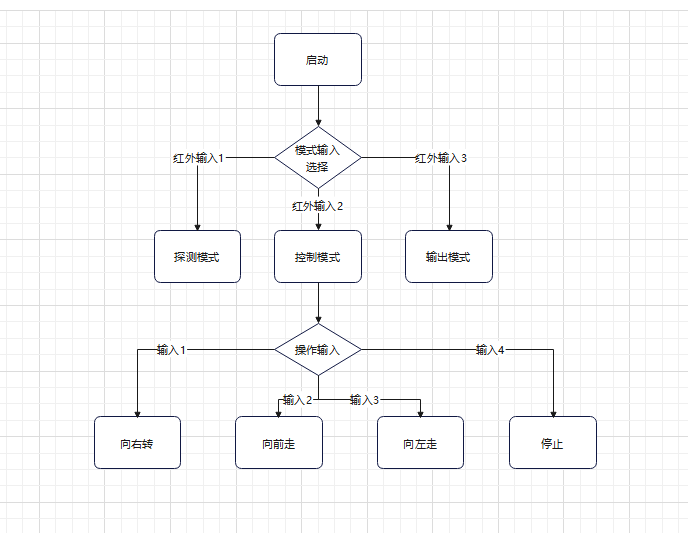 启动
模式输入
选择
红外输入1
红外输入3
红外输入2
探测模式
控制模式
输出模式
操作输入
输入1
输入4
输入2
输入3
向右转
向前走
向左走
停止